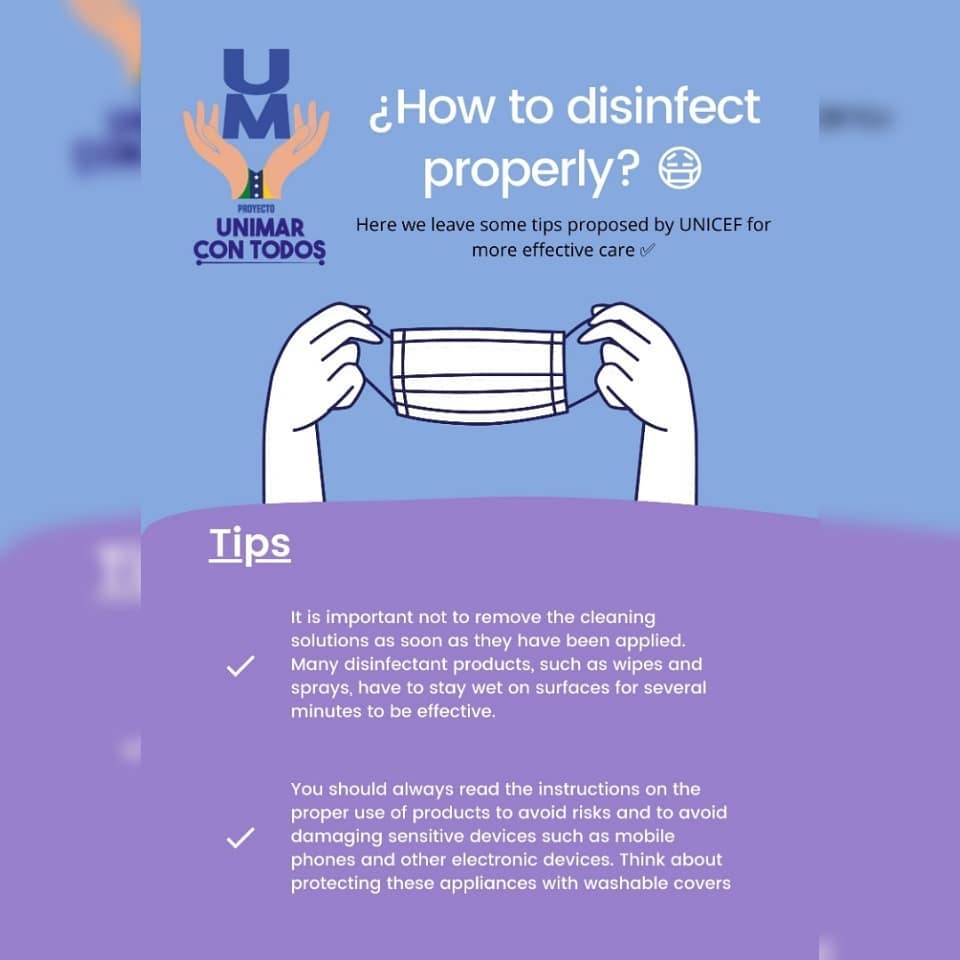 UM
PROYECTO
UNIMAR
CON TODOS
¿How to disinfect
properly? 😷
Here we leave some tips proposed by UNICEF for
more effective care ✅
Tips
It is important not to remove the cleaning
solutions as soon as they have been applied.
Many disinfectant products, such as wipes and
sprays, have to stay wet on surfaces for several
minutes to be effective.
You should always read the instructions on the
proper use of products to avoid risks and to avoid
damaging sensitive devices such as mobile
phones and other electronic devices. Think about
protecting these appliances with washable covers